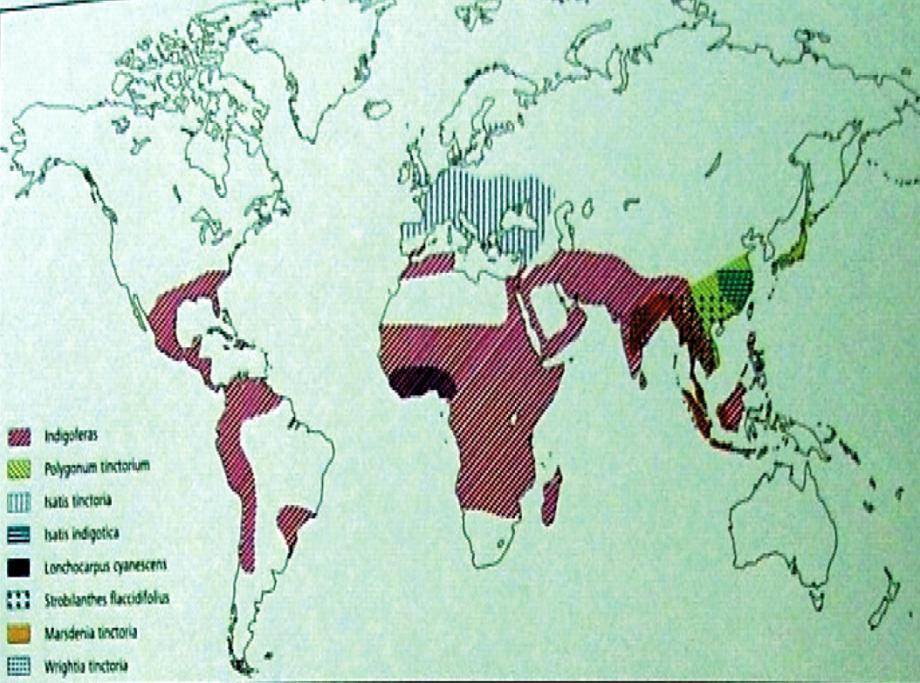 Indigoferas
Polygonum tinctorium
Isatis tinctoria
Isatis indigotica
Lonchocarpus cyanescens
Strobilanthes flaccidifolius
Marsdenia tinctoria
Wrightia tinctoria